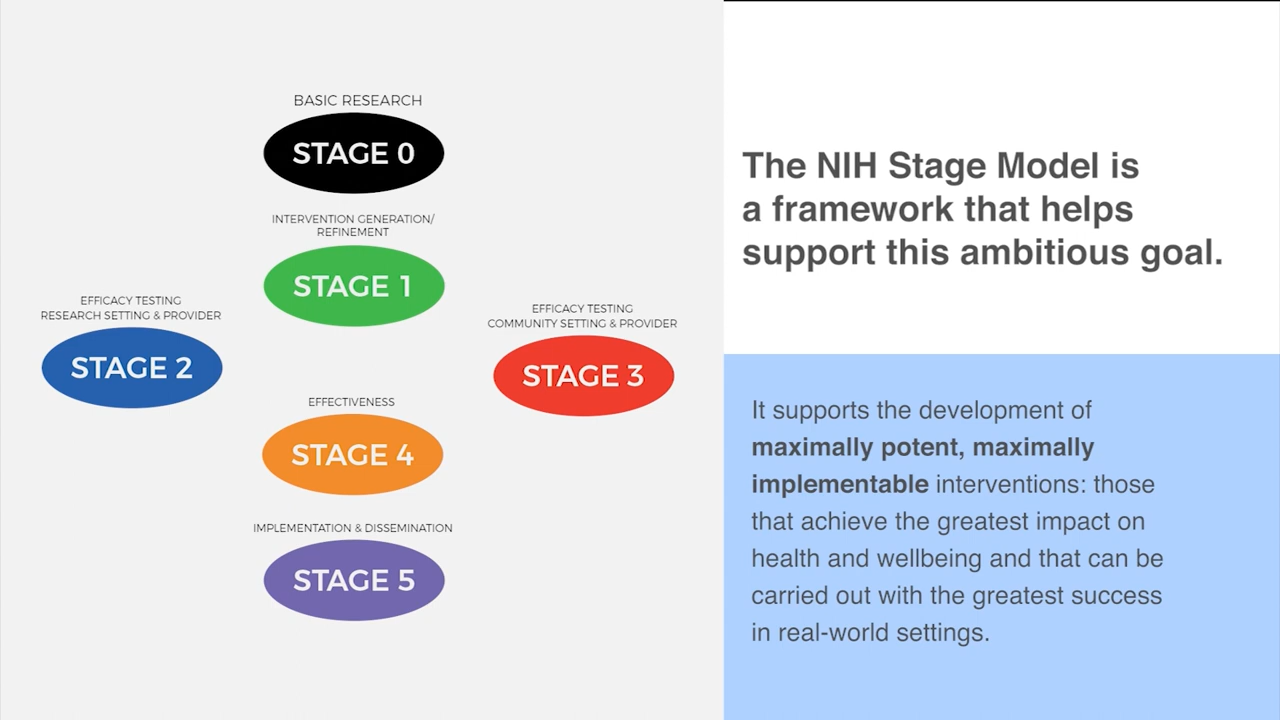 BASIC RESEARCH
STAGE 0
INTERVENTION GENERATION/
REFINEMENT
STAGE 1
EFFICACY TESTING
RESEARCH SETTING & PROVIDER
STAGE 2
EFFICACY TESTING
COMMUNITY SETTING & PROVIDER
STAGE 3
EFFECTIVENESS
STAGE 4
IMPLEMENTATION & DISSEMINATION
STAGE 5
The NIH Stage Model is
a framework that helps
support this ambitious goal.
It supports the development of
maximally potent, maximally
implementable interventions: those
that achieve the greatest impact on
health and wellbeing and that can be
carried out with the greatest success
in real-world settings.